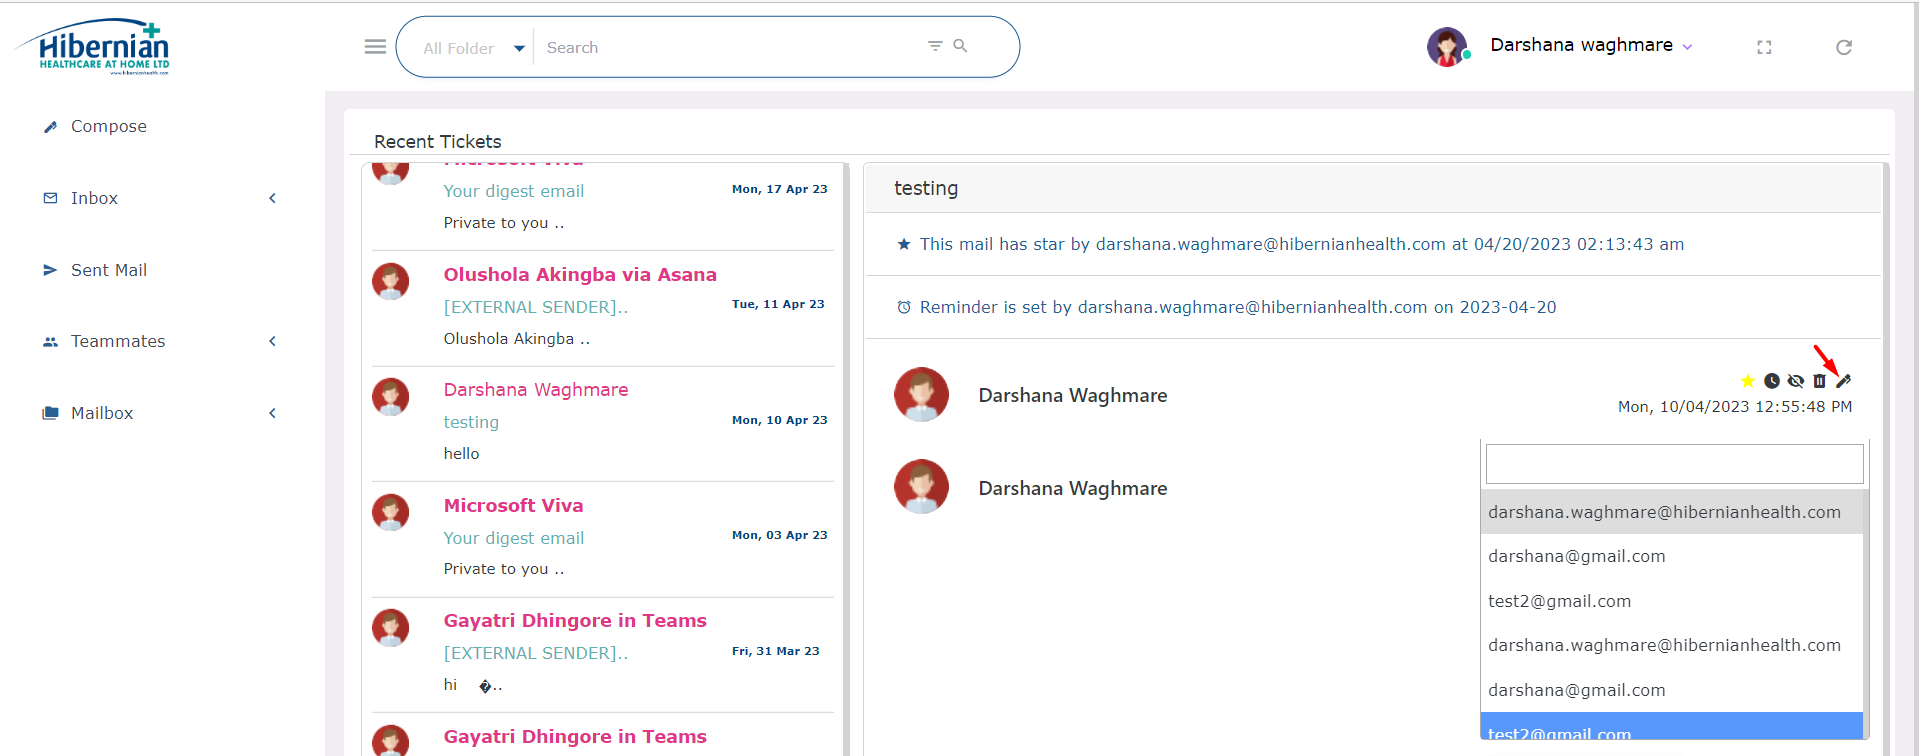 Hibernian
HEALTHCARE AT HOME LTD
www.hibernianhealth.com
All Folder
Search
Darshana waghmare
Compose
Inbox
Sent Mail
Teammates
Mailbox
Recent Tickets
Microsoft Viva
Your digest email
Mon, 17 Apr 23
Private to you ..
Olushola Akingba via Asana
[EXTERNAL SENDER]..
Tue, 11 Apr 23
Olushola Akingba ..
Darshana Waghmare
testing
Mon, 10 Apr 23
hello
Microsoft Viva
Your digest email
Mon, 03 Apr 23
Private to you ..
Gayatri Dhingore in Teams
[EXTERNAL SENDER]..
Fri, 31 Mar 23
hi �..
Gayatri Dhingore in Teams
testing
This mail has star by darshana.waghmare@hibernianhealth.com at 04/20/2023 02:13:43 am
Reminder is set by darshana.waghmare@hibernianhealth.com on 2023-04-20
Darshana Waghmare
Mon, 10/04/2023 12:55:48 PM
Darshana Waghmare
darshana.waghmare@hibernianhealth.com
darshana@gmail.com
test2@gmail.com
darshana.waghmare@hibernianhealth.com
darshana@gmail.com
test2@gmail.com